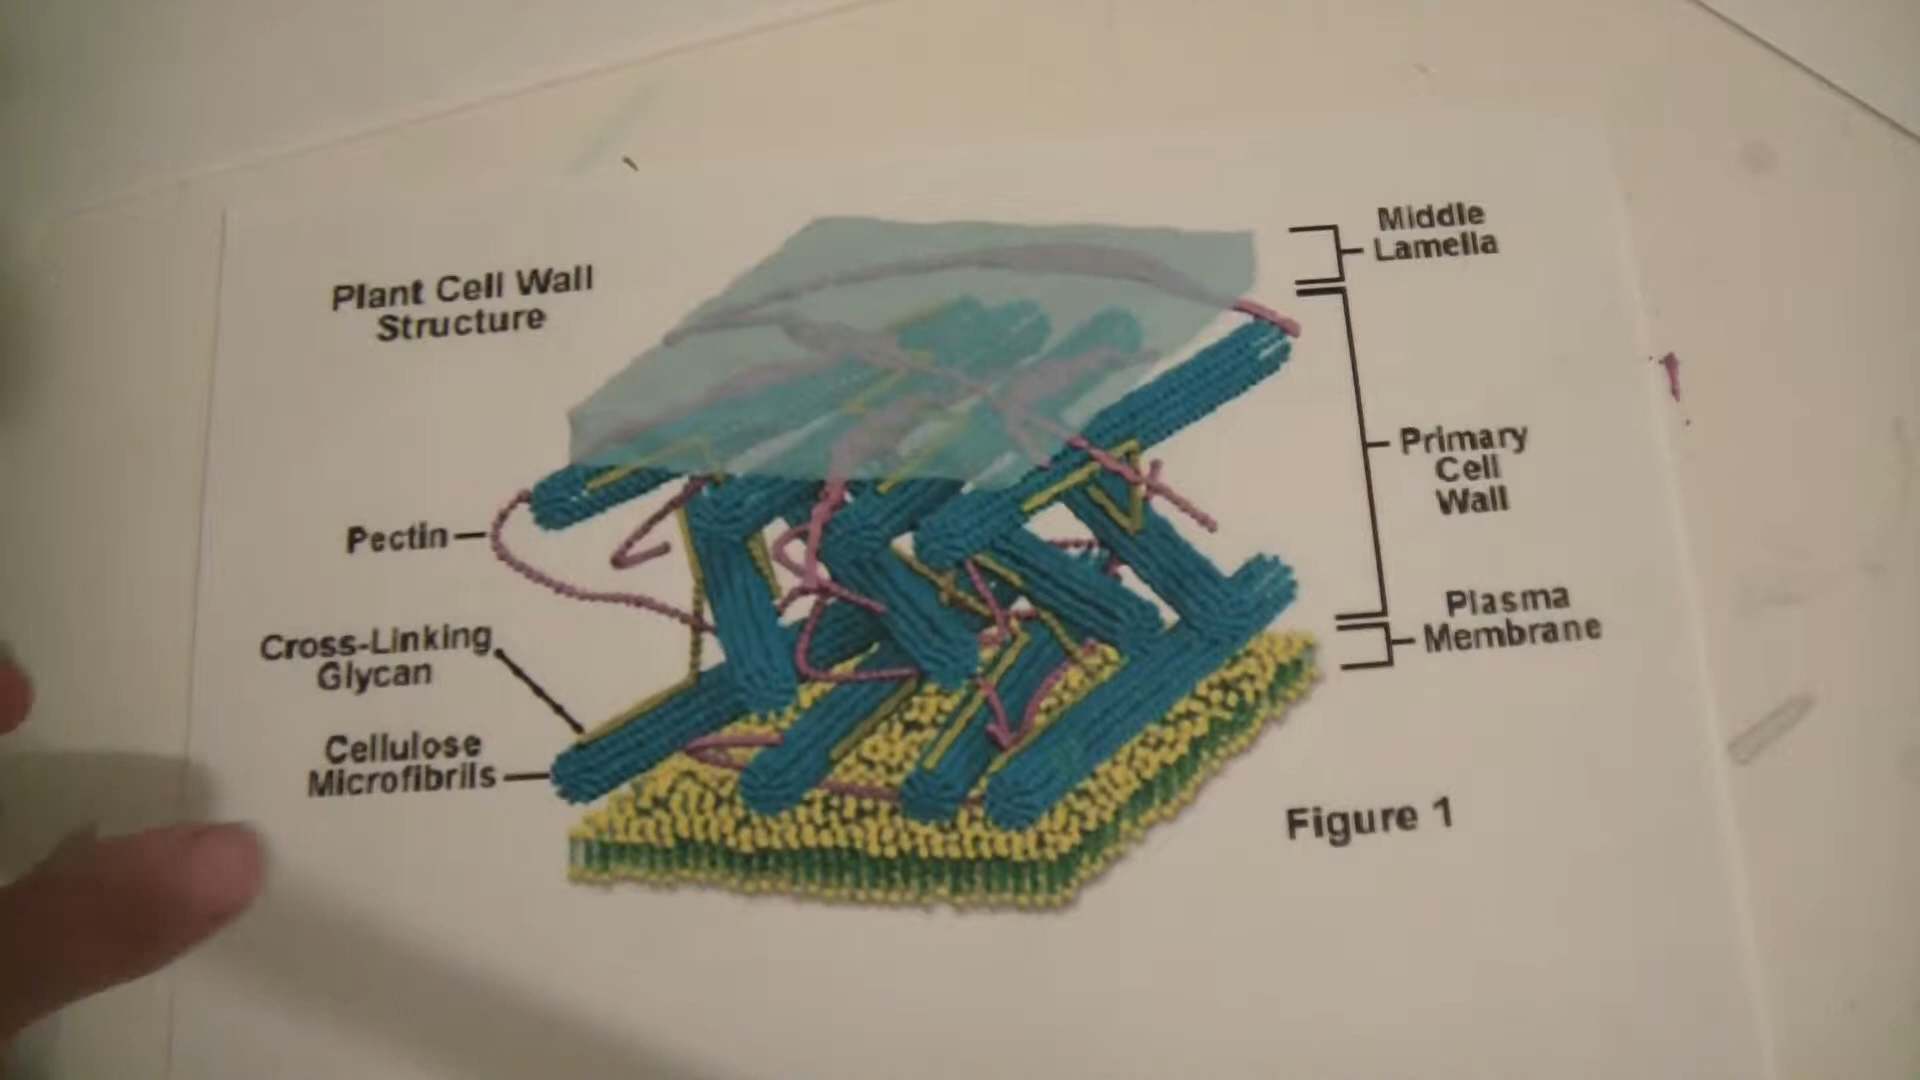 Plant Cell Wall
Structure
Middle
Lamella
Pectin
Primary
Cell
Wall
Cross-Linking
Glycan
Plasma
Membrane
Cellulose
Microfibrils
Figure 1